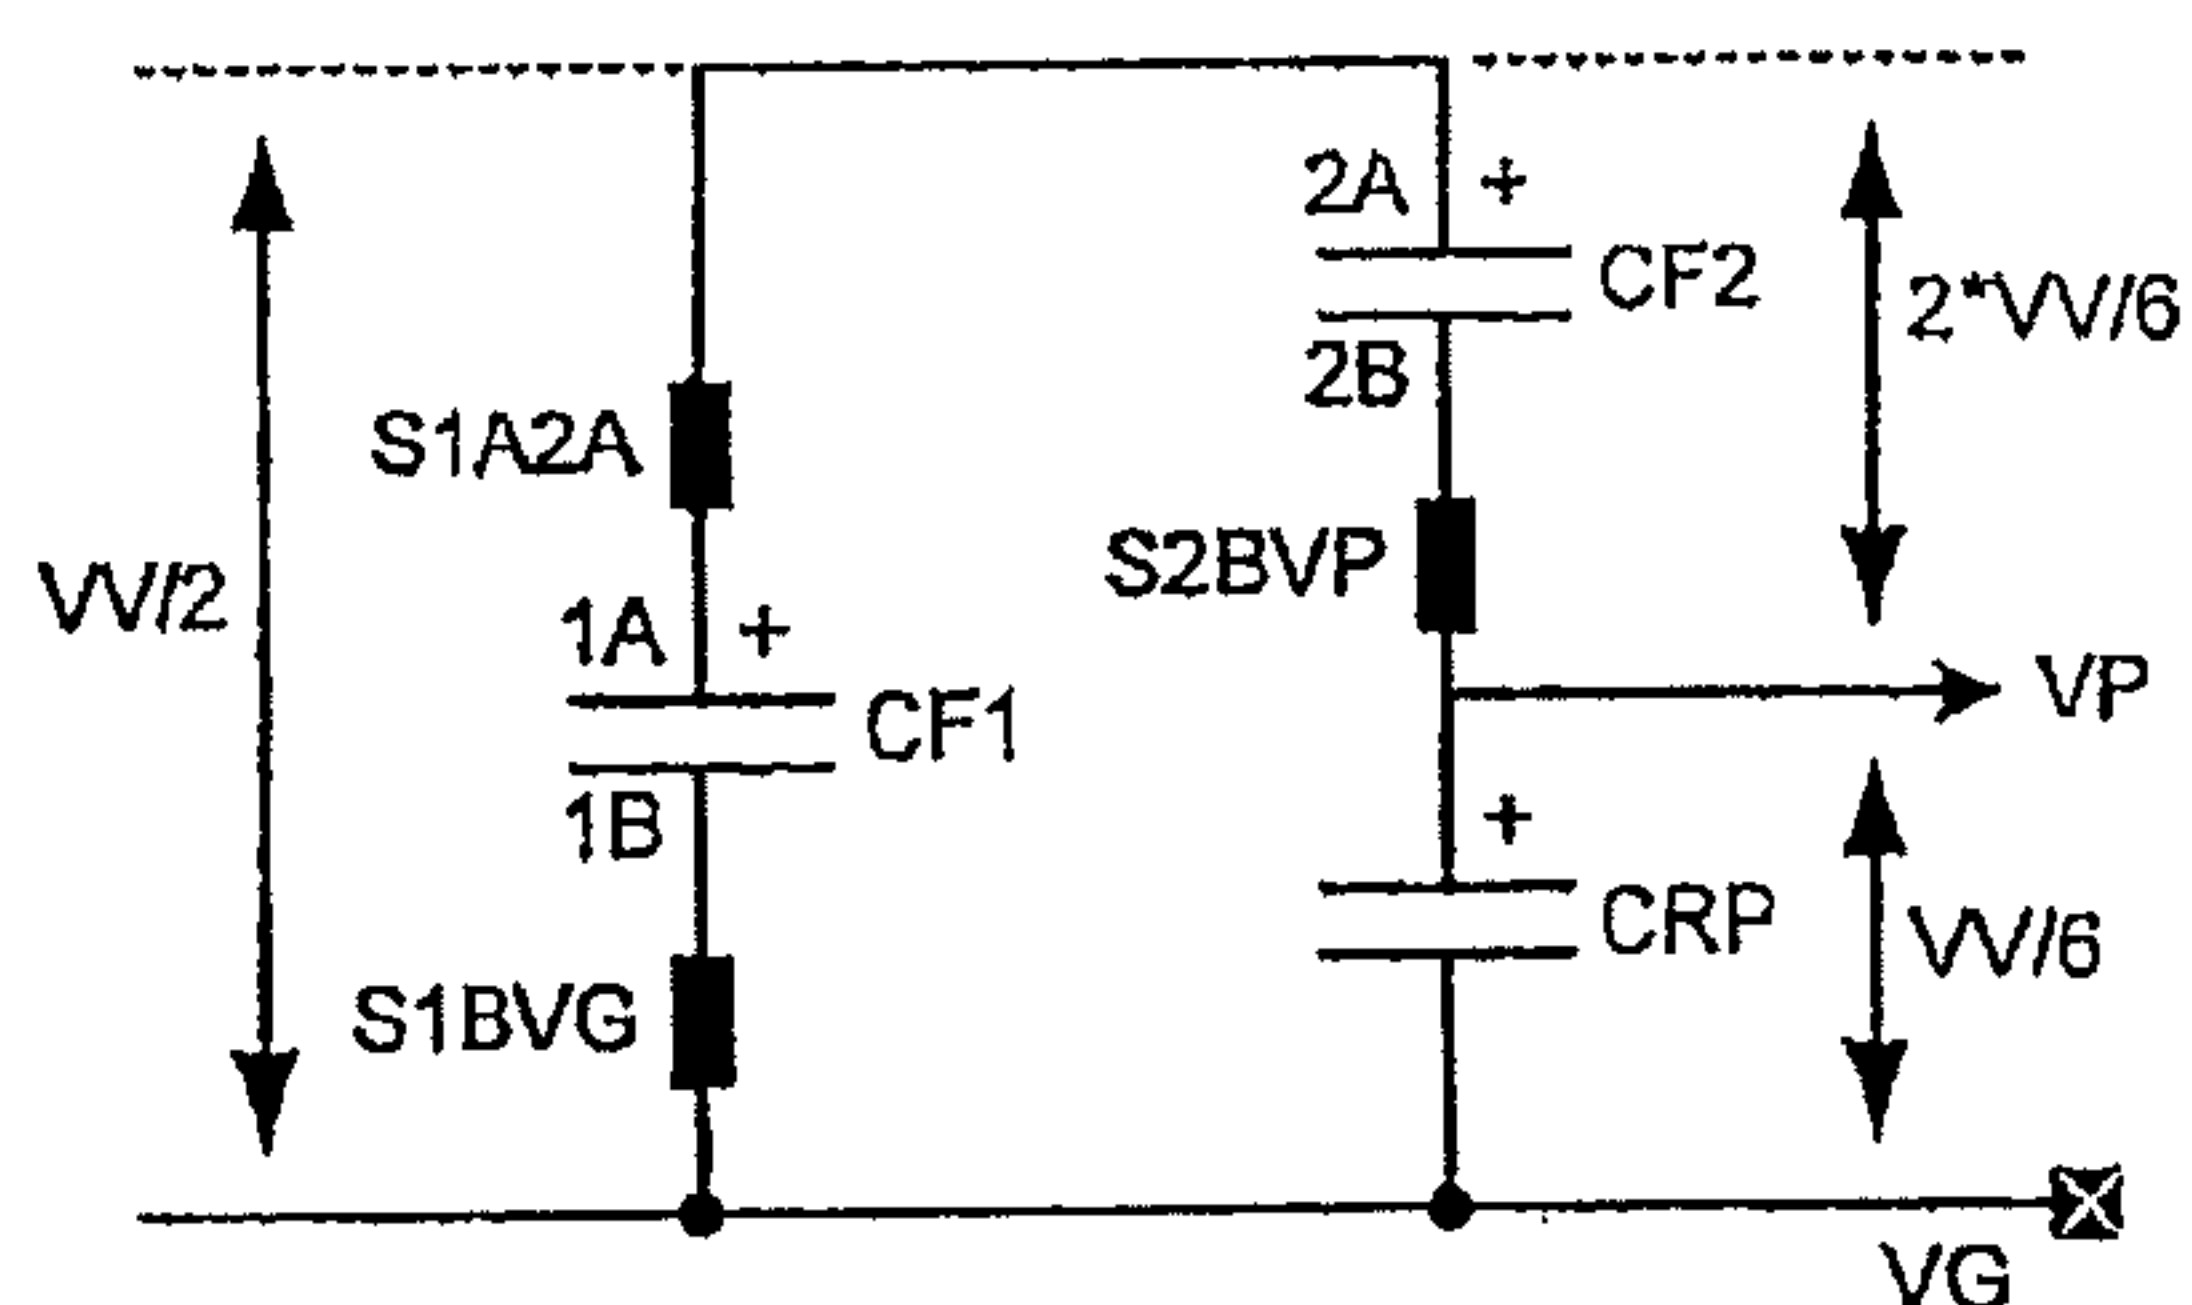 2A +
CF2
2*VV/6
2B
S1A2A
S2BVP
VV/2
1A +
VP
CF1
1B
+
CRP
VV/6
S1BVG
VG